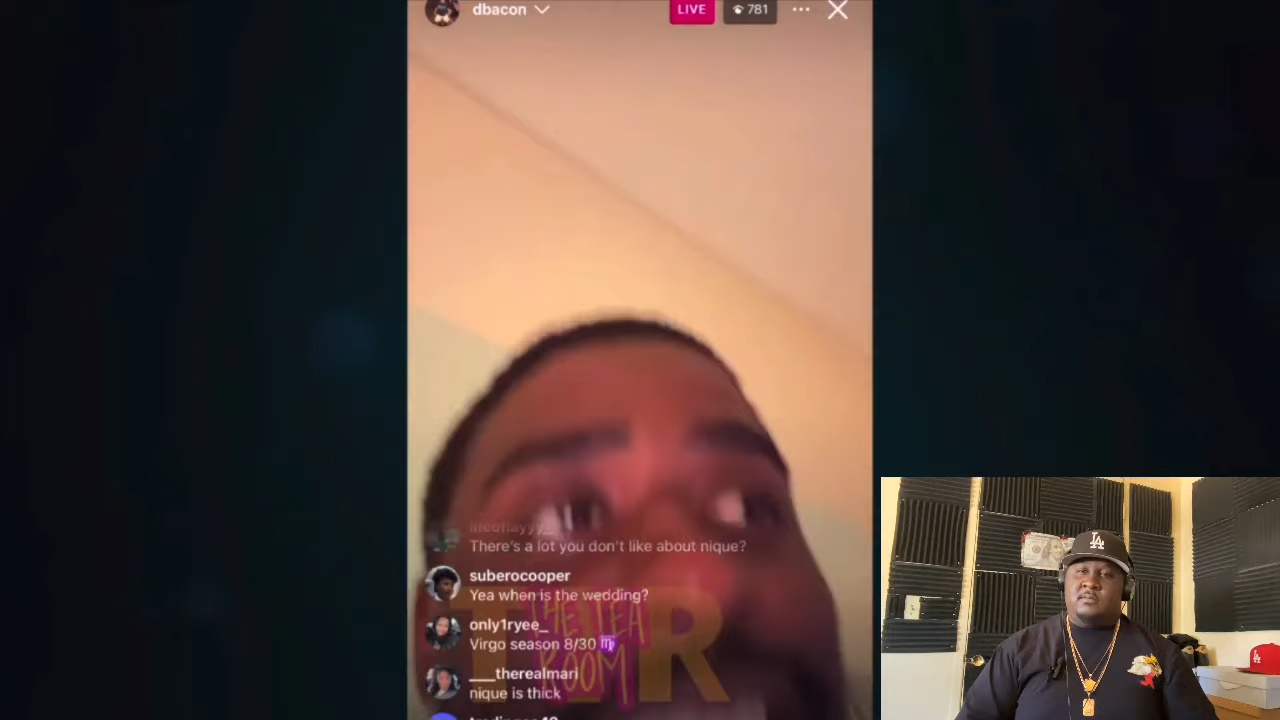 dbacon
LIVE
781
There's a lot you don't like about nique?
suberocooper
Yea when is the wedding?
only1ryee_
Virgo season 8/30 ♍
THE TEA
ROOM
___therealmari
nique is thick
LA
LA